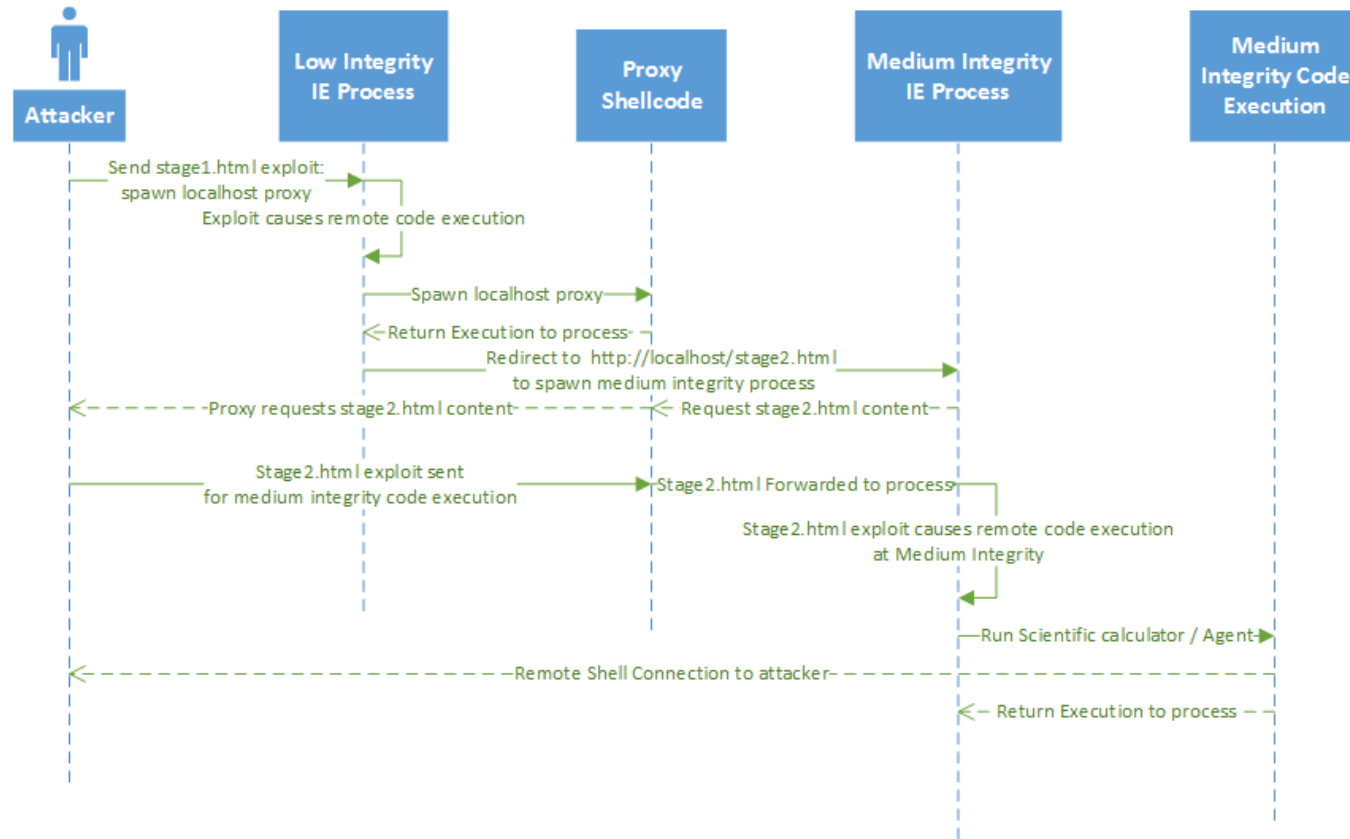 Attacker
Low Integrity
IE Process
Proxy
Shellcode
Medium Integrity
IE Process
Medium
Integrity Code
Execution
Send stage1.html exploit:
spawn localhost proxy
Exploit causes remote code execution
Spawn localhost proxy
Return Execution to process
Redirect to http://localhost/stage2.html
to spawn medium integrity process
Proxy requests stage2.html content
Request stage2.html content
Stage2.html exploit sent
for medium integrity code execution
Stage2.html Forwarded to process
Stage2.html exploit causes remote code execution
at Medium Integrity
Run Scientific calculator / Agent
Remote Shell Connection to attacker
Return Execution to process